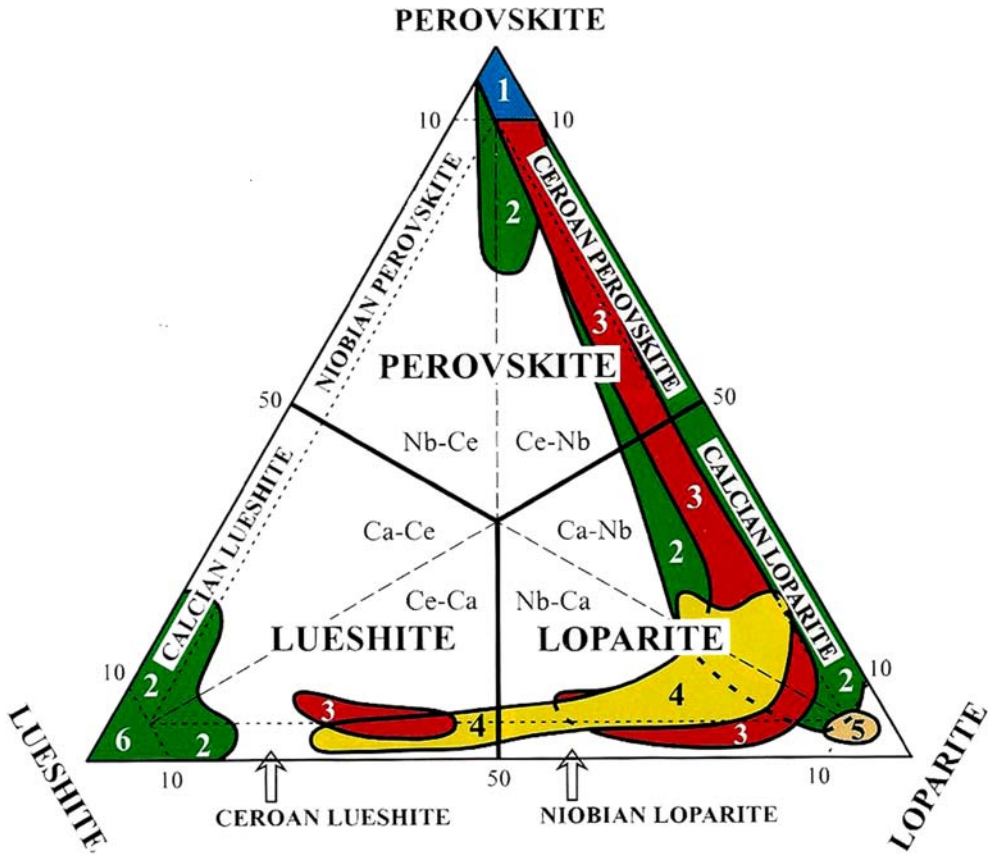 PEROVSKITE
1
10 10
2
CEROAN PEROVSKITE
NIOBIAN PEROVSKITE
3
PEROVSKITE
50 50
Nb-Ce Ce-Nb
CALCIAN LUESHITE
CALCIAN LOPARITE
3
Ca-Ce Ca-Nb
2
Ce-Ca Nb-Ca
LUESHITE LOPARITE
10 10
2 2
3 4
4 5
6 2 3
LUESHITE
LOPARITE
10 50 10
CEROAN LUESHITE NIOBIAN LOPARITE